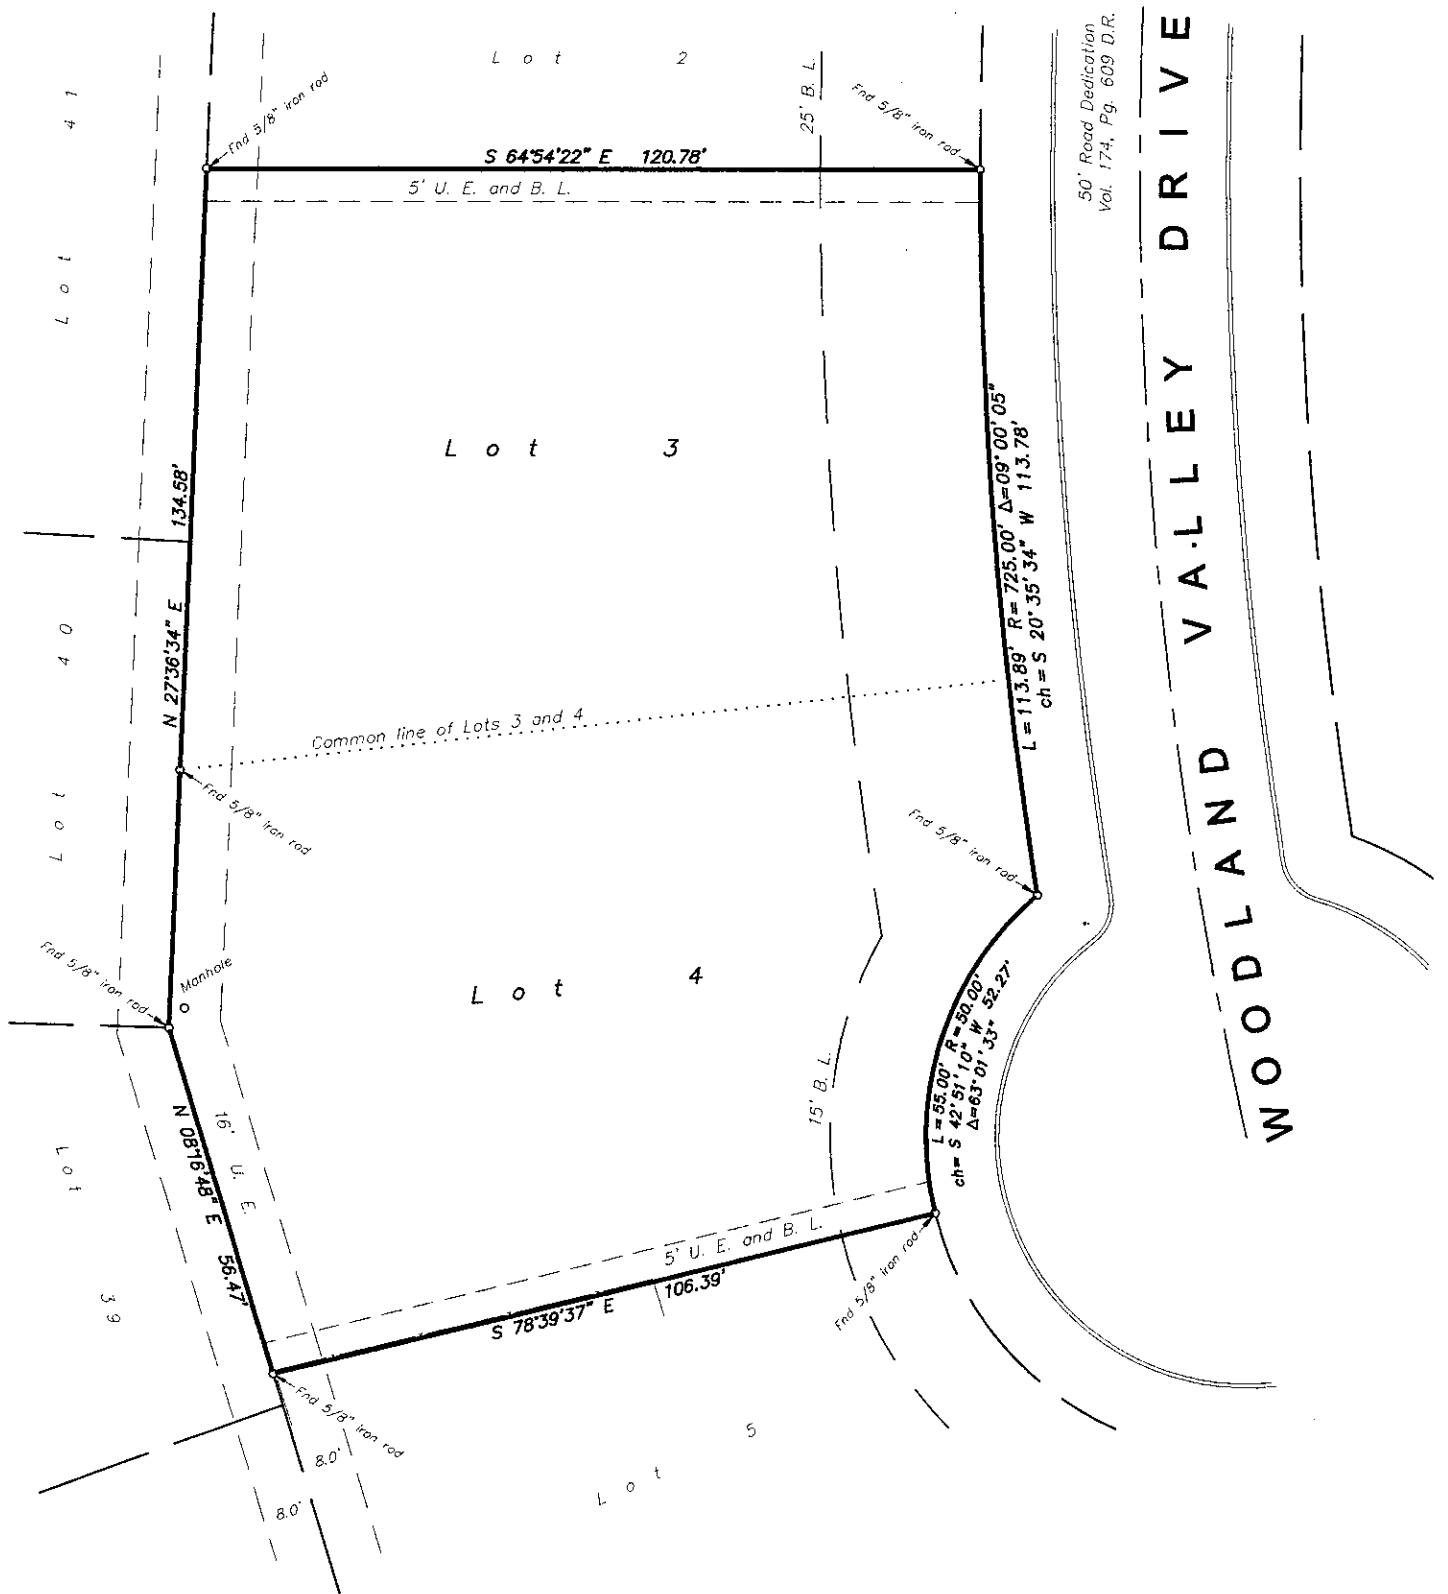 Lot 2
Lot 41
Fnd 5/8" iron rod
25' B. L.
Fnd 5/8" iron rod
50' Road Dedication
Vol. 174, Pg. 609 D.R.
S 64°54'22" E 120.78'
5' U. E. and B. L.
WOODLAND VALLEY DRIVE
Lot 3
134.58'
N 27°36'34" E
L=113.89' R=725.00' Δ=09°00'05"
ch= S 20°35'34" W 113.78'
Lot 40
Common line of Lots 3 and 4
Fnd 5/8" iron rod
Fnd 5/8" iron rod
Fnd 5/8" iron rod
Manhole
Lot 4
L=55.00' R=50.00'
ch= S 42°51'10" W 52.27'
Δ=63°01'33"
15' B. L.
N 08°16'48" E 56.47'
16' U. E.
Lot 39
5' U. E. and B. L.
S 78°39'37" E 106.39'
Fnd 5/8" iron rod
Fnd 5/8" iron rod
8.0'
8.0'
Lot 5